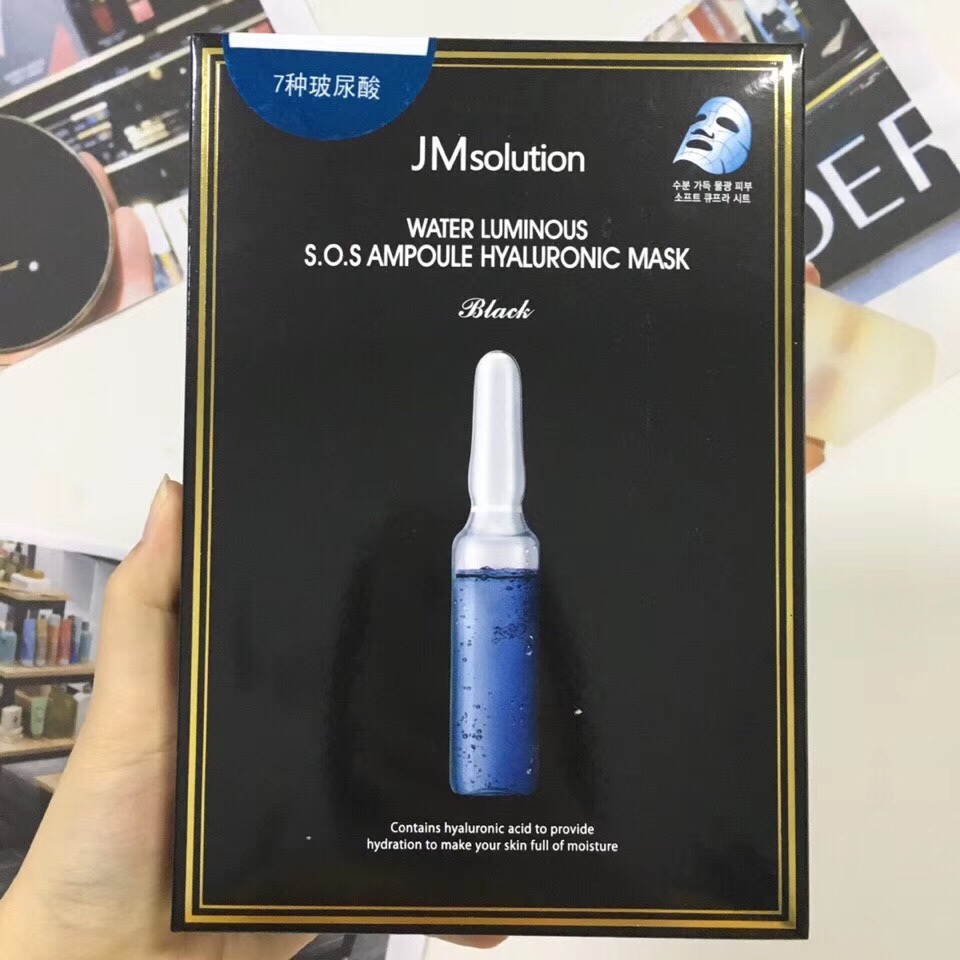 7种玻尿酸
JMsolution
수분 가득 물광 피부
소프트 큐프라 시트
WATER LUMINOUS
S.O.S AMPOULE HYALURONIC MASK
Black
Contains hyaluronic acid to provide
hydration to make your skin full of moisture
DER